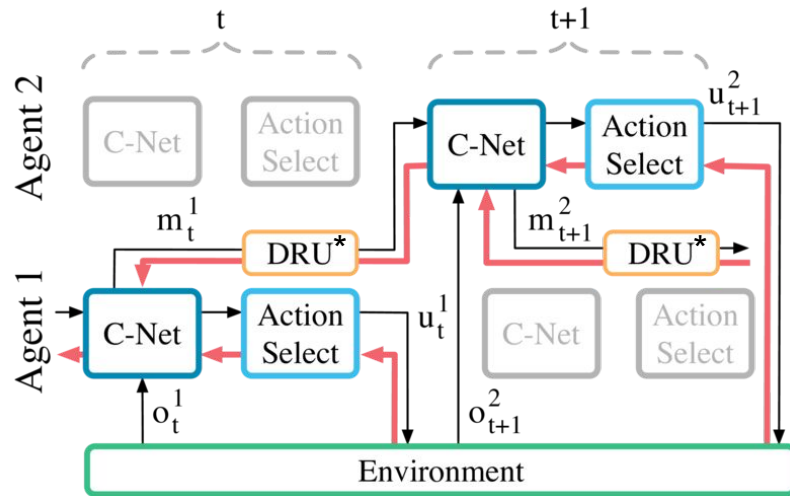 t
t+1
Agent 2
C-Net
Action
Select
C-Net
Action
Select
u²ₜ₊₁
m¹ₜ
DRU*
m²ₜ₊₁
DRU*
Agent 1
C-Net
Action
Select
u¹ₜ
C-Net
Action
Select
o¹ₜ
o²ₜ₊₁
Environment